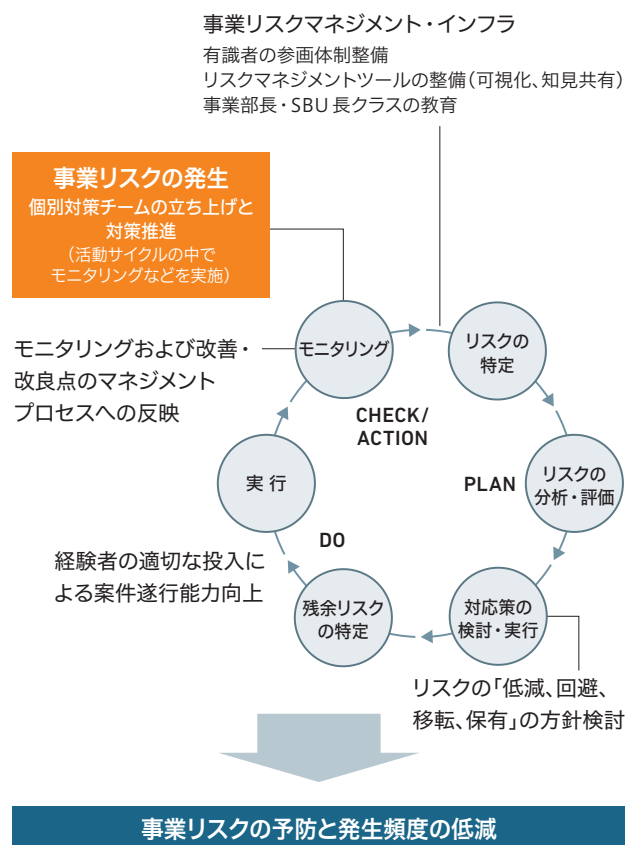 事業リスクマネジメント・インフラ
有識者の参画体制整備
リスクマネジメントツールの整備（可視化、知見共有）
事業部長・SBU長クラスの教育
事業リスクの発生
個別対策チームの立ち上げと
対策推進
（活動サイクルの中で
モニタリングなどを実施）
モニタリングおよび改善・
改良点のマネジメント
プロセスへの反映
モニタリング
リスクの
特定
CHECK/
ACTION
実 行
PLAN
リスクの
分析・評価
DO
経験者の適切な投入に
よる案件遂行能力向上
残余リスク
の特定
対応策の
検討・実行
リスクの「低減、回避、
移転、保有」の方針検討
事業リスクの予防と発生頻度の低減